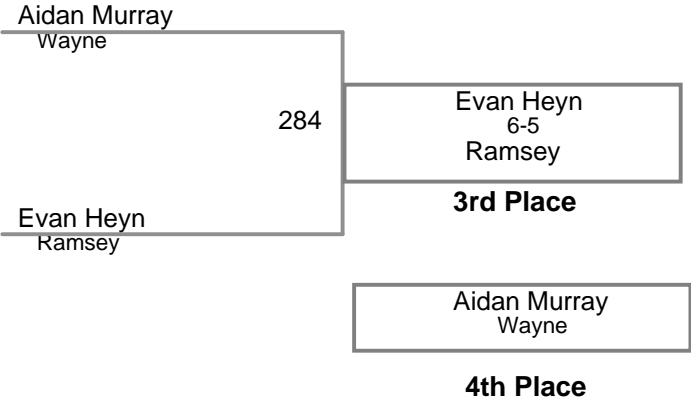 Aidan Murray
Wayne
284
Evan Heyn
6-5
Ramsey
3rd Place
Evan Heyn
Ramsey
Aidan Murray
Wayne
4th Place